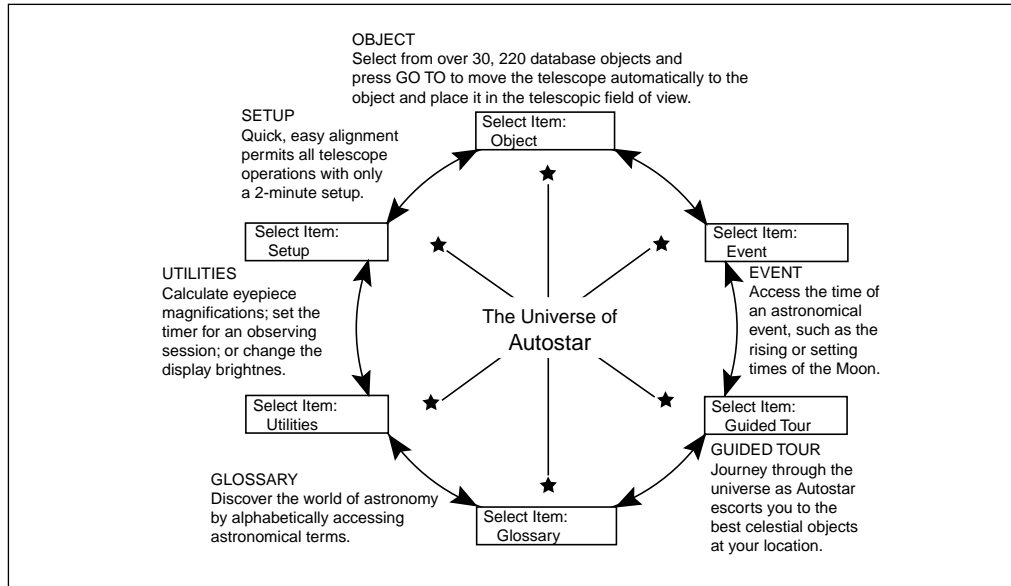 OBJECT
Select from over 30, 220 database objects and
press GO TO to move the telescope automatically to the
object and place it in the telescopic field of view.
Select Item:
Object
SETUP
Quick, easy alignment
permits all telescope
operations with only
a 2-minute setup.
Select Item:
Setup
Select Item:
Event
EVENT
Access the time of
an astronomical
event, such as the
rising or setting
times of the Moon.
UTILITIES
Calculate eyepiece
magnifications; set the
timer for an observing
session; or change the
display brightnes.
The Universe of
Autostar
Select Item:
Utilities
Select Item:
Guided Tour
GUIDED TOUR
Journey through the
universe as Autostar
escorts you to the
best celestial objects
at your location.
GLOSSARY
Discover the world of astronomy
by alphabetically accessing
astronomical terms.
Select Item:
Glossary